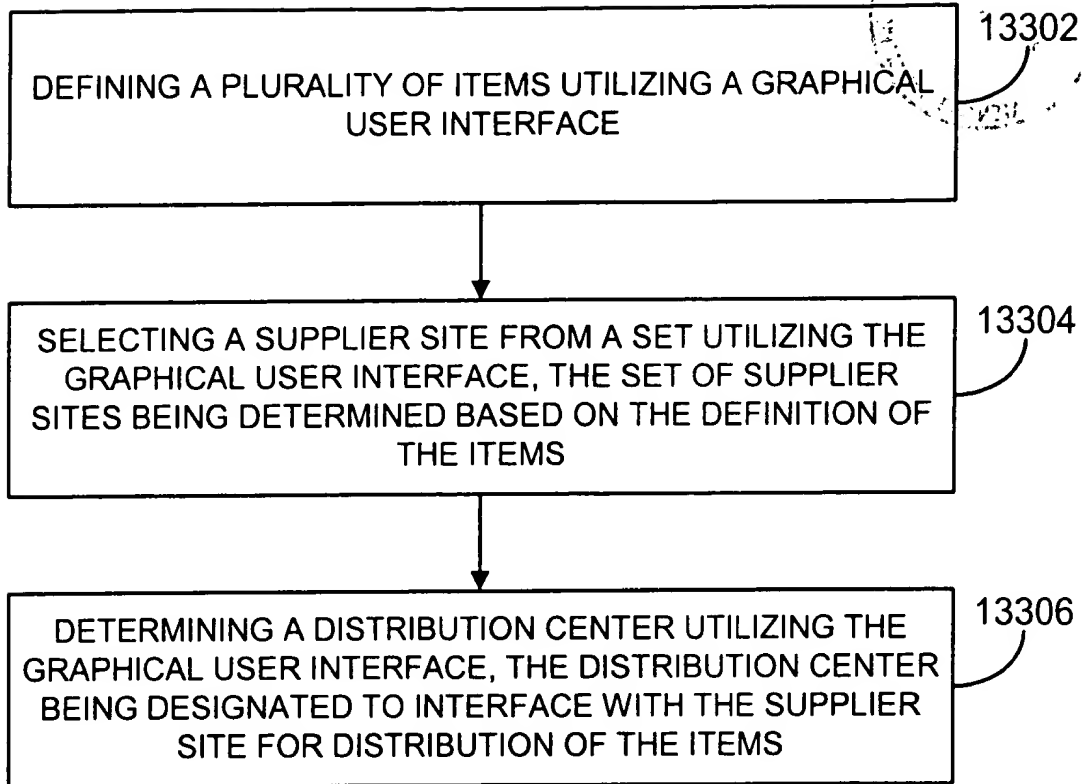 13302
DEFINING A PLURALITY OF ITEMS UTILIZING A GRAPHICAL
USER INTERFACE
13304
SELECTING A SUPPLIER SITE FROM A SET UTILIZING THE
GRAPHICAL USER INTERFACE, THE SET OF SUPPLIER
SITES BEING DETERMINED BASED ON THE DEFINITION OF
THE ITEMS
13306
DETERMINING A DISTRIBUTION CENTER UTILIZING THE
GRAPHICAL USER INTERFACE, THE DISTRIBUTION CENTER
BEING DESIGNATED TO INTERFACE WITH THE SUPPLIER
SITE FOR DISTRIBUTION OF THE ITEMS